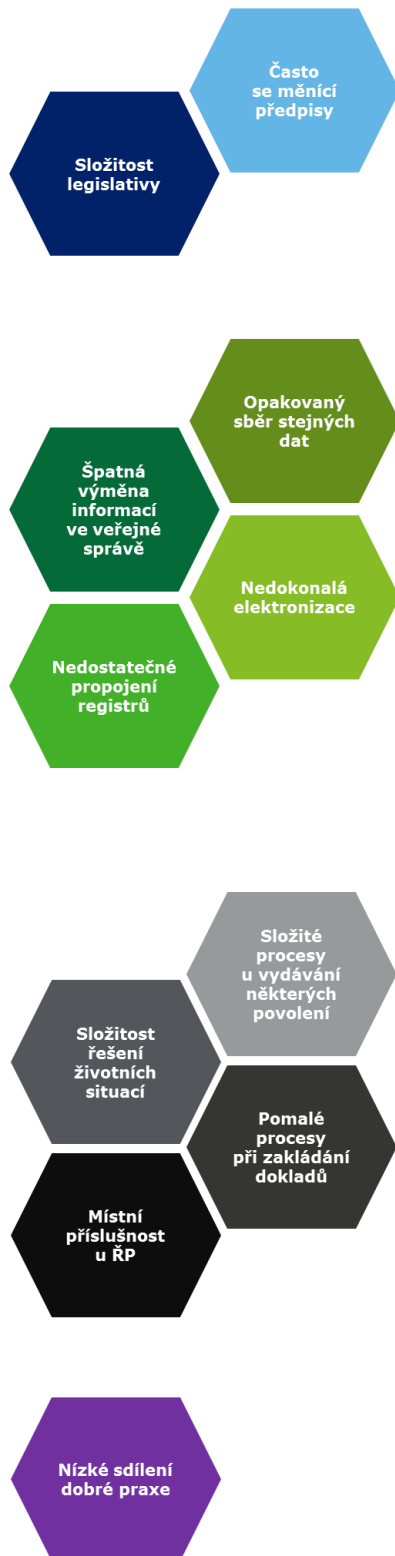 Často
se měnící
předpisy
Složitost
legislativy
Opakovaný
sběr stejných
dat
Špatná
výměna
informací
ve veřejné
správě
Nedokonalá
elektronizace
Nedostatečné
propojení
registrů
Složité
procesy
u vydávání
některých
povolení
Složitost
řešení
životních
situací
Pomalé
procesy
při zakládání
dokladů
Místní
příslušnost
u ŘP
Nízké sdílení
dobré praxe